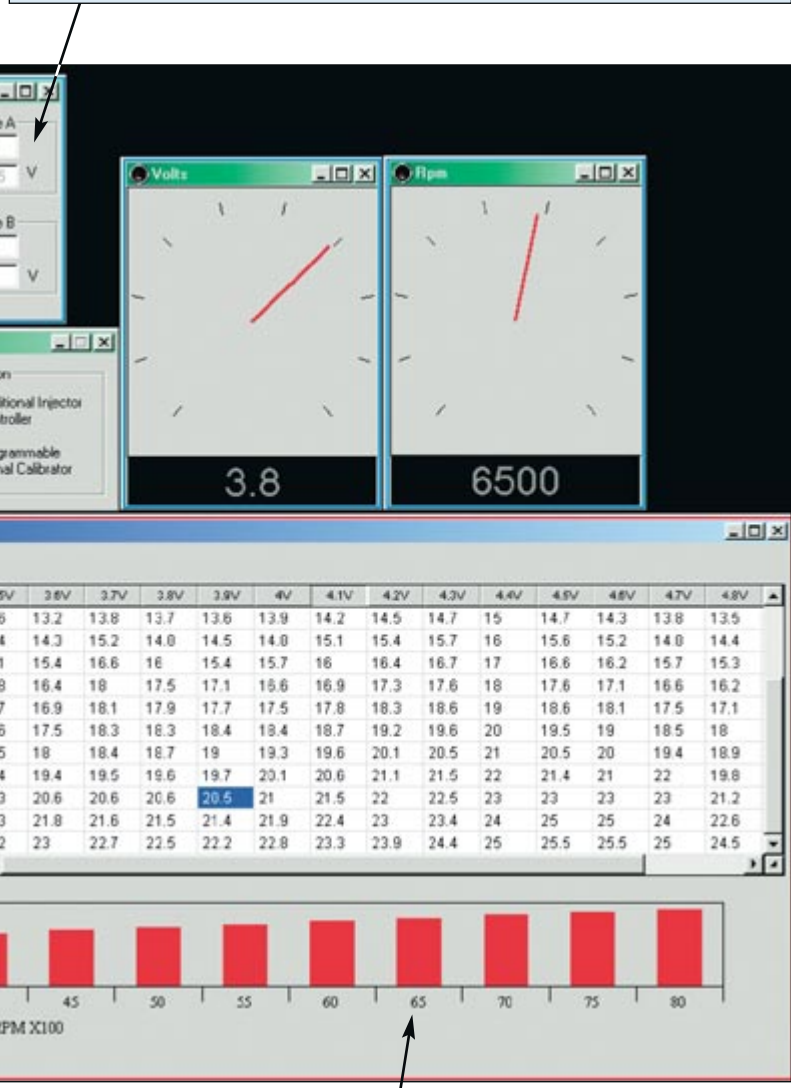 e A
V
e B
V
Volts
Rpm
3.8
6500
on
itional Injector
troller
grammable
nal Calibrator
5V 3.6V 3.7V 3.8V 3.9V 4V 4.1V 4.2V 4.3V 4.4V 4.5V 4.6V 4.7V 4.8V
6 13.2 13.8 13.7 13.6 13.9 14.2 14.5 14.7 15 14.7 14.3 13.8 13.5
4 14.3 15.2 14.8 14.5 14.8 15.1 15.4 15.7 16 15.6 15.2 14.8 14.4
1 15.4 16.6 16 15.4 15.7 16 16.4 16.7 17 16.6 16.2 15.7 15.3
8 16.4 18 17.5 17.1 16.6 16.9 17.3 17.6 18 17.6 17.1 16.6 16.2
7 16.9 18.1 17.9 17.7 17.5 17.8 18.3 18.6 19 18.6 18.1 17.5 17.1
6 17.5 18.3 18.3 18.4 18.4 18.7 19.2 19.6 20 19.5 19 18.5 18
5 18 18.4 18.7 19 19.3 19.6 20.1 20.5 21 20.5 20 19.4 18.9
4 19.4 19.5 19.6 19.7 20.1 20.6 21.1 21.5 22 21.4 21 22 19.8
3 20.6 20.6 20.6 20.5 21 21.5 22 22.5 23 23 23 23 21.2
3 21.8 21.6 21.5 21.4 21.9 22.4 23 23.4 24 25 25 24 22.6
2 23 22.7 22.5 22.2 22.8 23.3 23.9 24.4 25 25.5 25.5 25 24.5
45 50 55 60 65 70 75 80
RPM X100